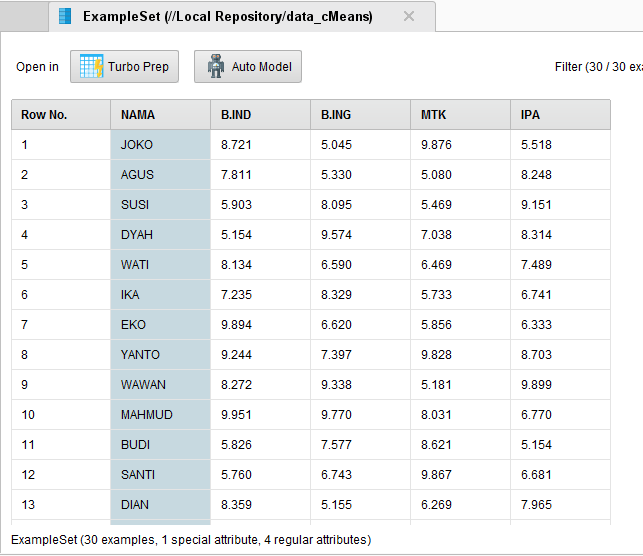 ExampleSet (//Local Repository/data_cMeans)
Open in Turbo Prep Auto Model Filter (30 / 30 exa
Row No. NAMA B.IND B.ING MTK IPA
1 JOKO 8.721 5.045 9.876 5.518
2 AGUS 7.811 5.330 5.080 8.248
3 SUSI 5.903 8.095 5.469 9.151
4 DYAH 5.154 9.574 7.038 8.314
5 WATI 8.134 6.590 6.469 7.489
6 IKA 7.235 8.329 5.733 6.741
7 EKO 9.894 6.620 5.856 6.333
8 YANTO 9.244 7.397 9.828 8.703
9 WAWAN 8.272 9.338 5.181 9.899
10 MAHMUD 9.951 9.770 8.031 6.770
11 BUDI 5.826 7.577 8.621 5.154
12 SANTI 5.760 6.743 9.867 6.681
13 DIAN 8.359 5.155 6.269 7.965
ExampleSet (30 examples, 1 special attribute, 4 regular attributes)